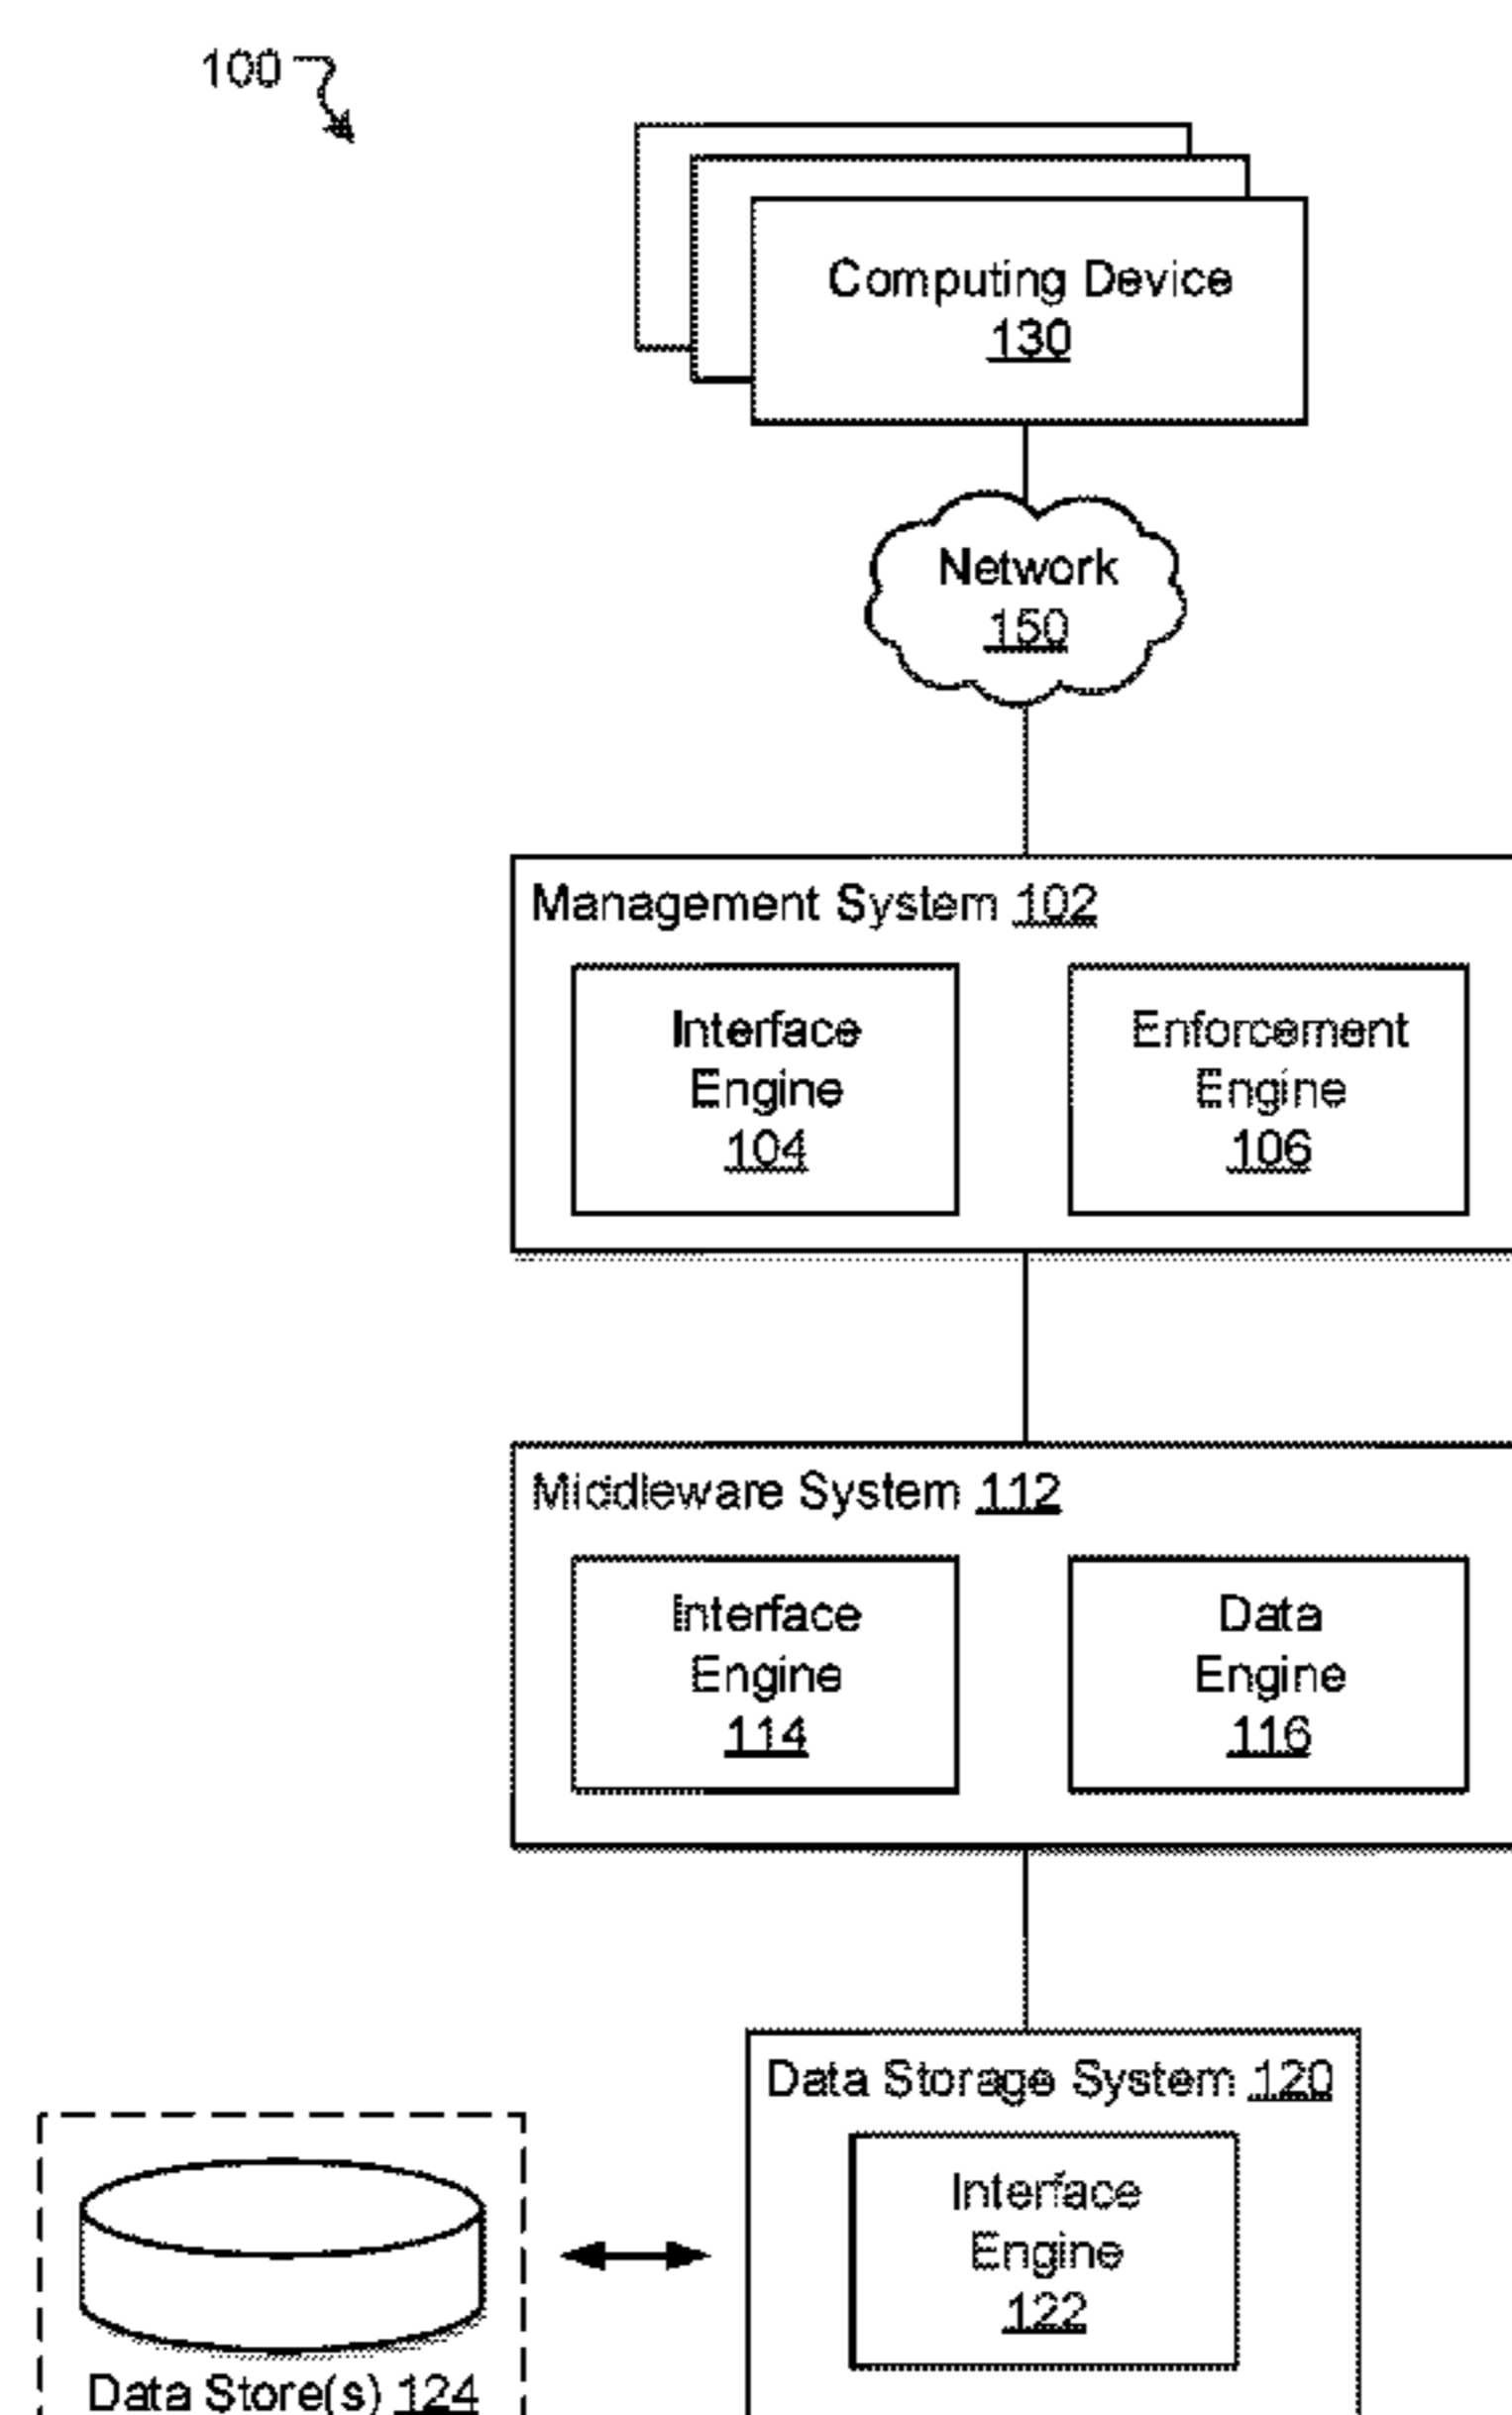 100
Computing Device
130
Network
150
Management System 102
Interface
Engine
104
Enforcement
Engine
106
Middleware System 112
Interface
Engine
114
Data
Engine
116
Data Storage System 120
Interface
Engine
122
Data Store(s) 124